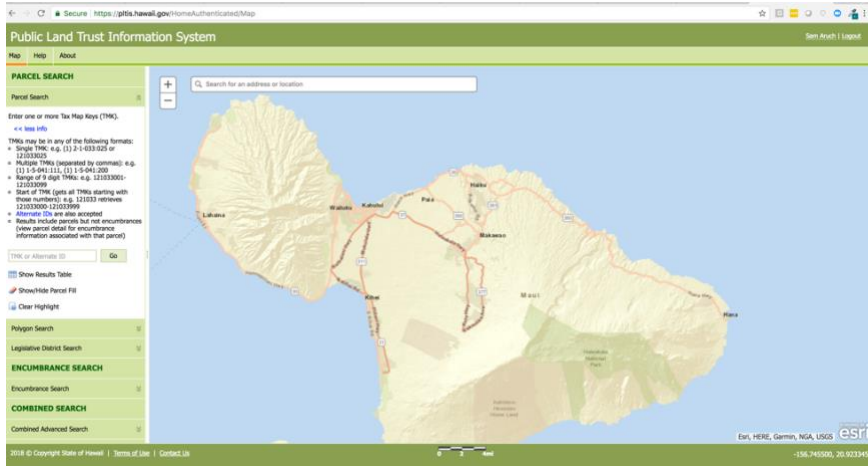 Secure https://pltis.hawaii.gov/HomeAuthenticated/Map
Public Land Trust Information System
Sam Aruch | Logout
Map Help About
PARCEL SEARCH
Parcel Search
Enter one or more Tax Map Keys (TMK).
<< less info
TMKs may be in any of the following formats:
Single TMK: e.g. (1) 2-1-033:025 or
121033025
Multiple TMKs (separated by commas): e.g.
(1) 1-5-041:111, (1) 1-5-041:200
Range of 9 digit TMKs: e.g. 121033001-
121033099
Start of TMK (gets all TMKs starting with
those numbers): e.g. 121033 retrieves
121033000-121033999
Alternate IDs are also accepted
Results include parcels but not encumbrances
(view parcel detail for encumbrance
information associated with that parcel)
TMK or Alternate ID
Go
Show Results Table
Show/Hide Parcel Fill
Clear Highlight
Polygon Search
Legislative District Search
ENCUMBRANCE SEARCH
Encumbrance Search
COMBINED SEARCH
Combined Advanced Search
+
−
Search for an address or location
Lahaina
Wailuku
Kahului
Paia
Haiku
Makawao
Kihei
Maui
Hana
Haleakala
National
Park
Esri, HERE, Garmin, NGA, USGS
esri
2018 © Copyright State of Hawaii | Terms of Use | Contact Us
0 2 4mi
-156.745500, 20.923345